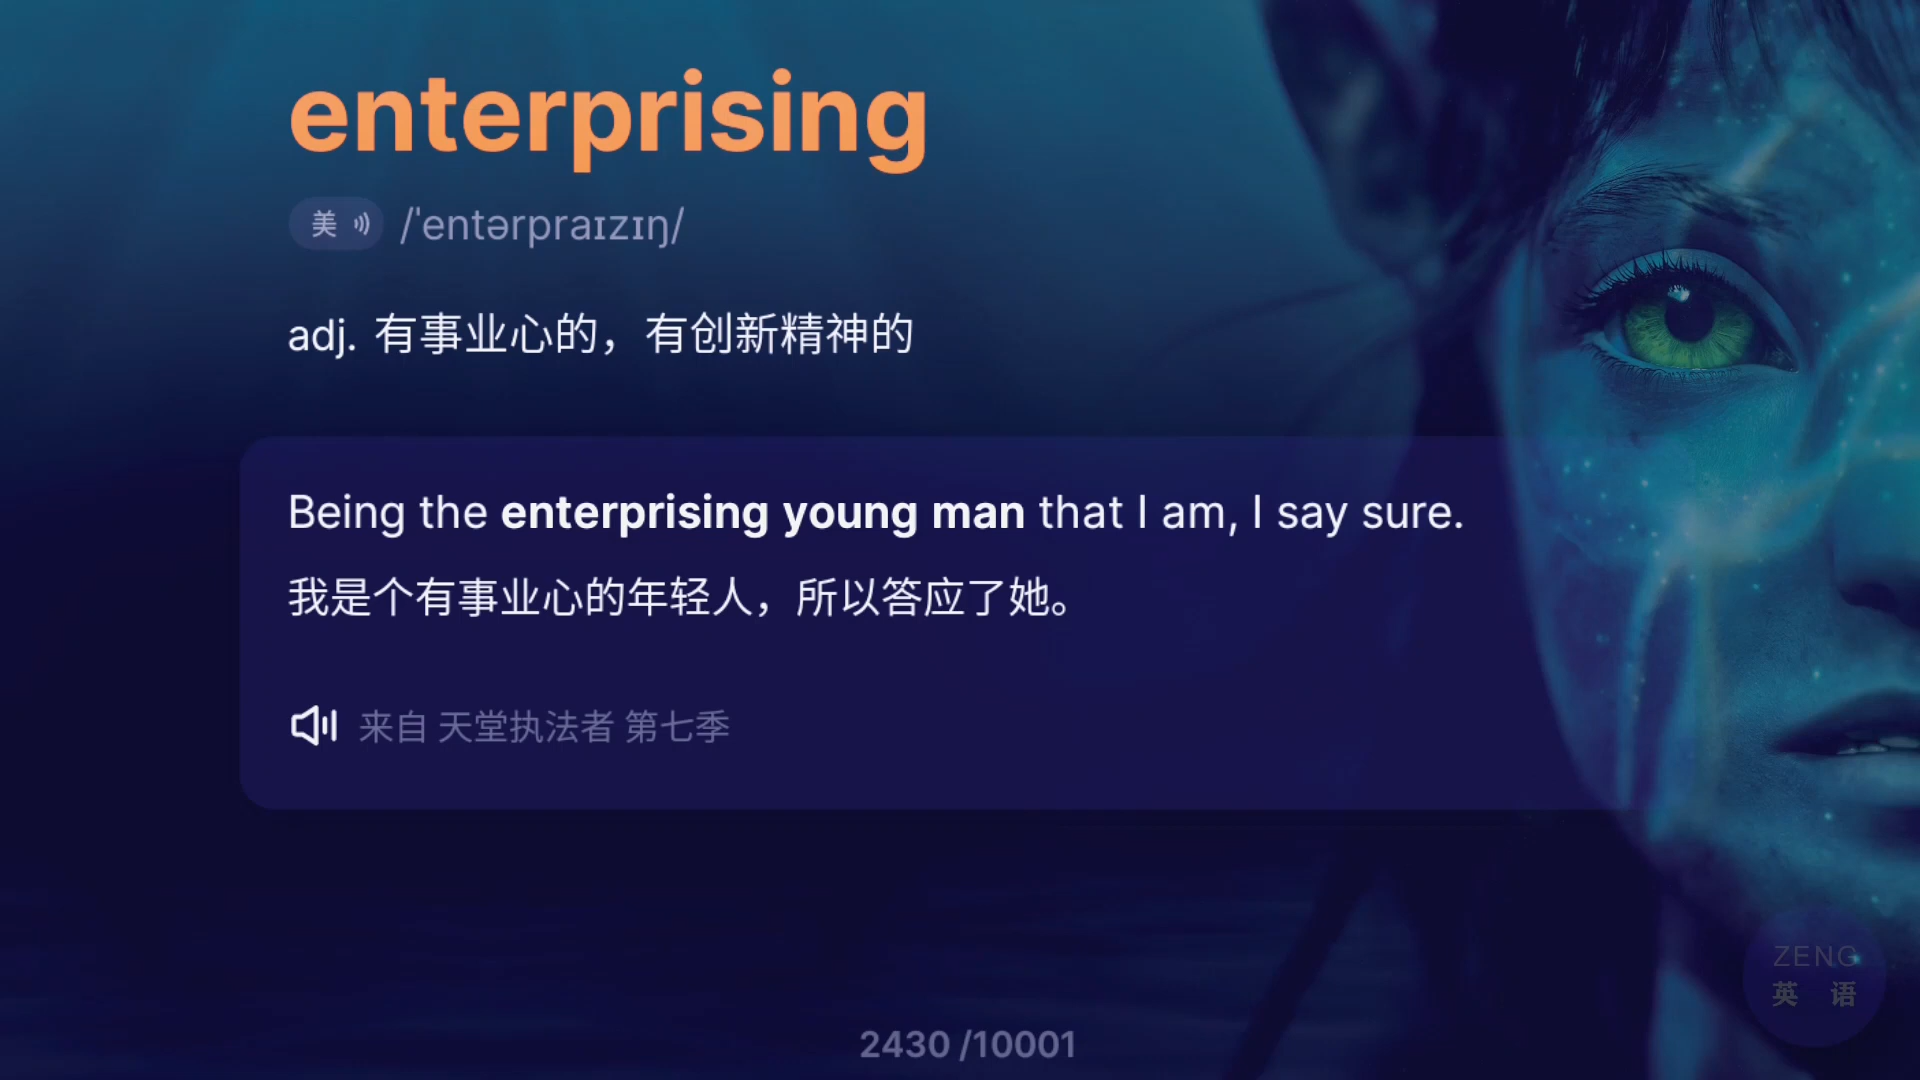 enterprising
美 /ˈentərpraɪzɪŋ/
adj. 有事业心的，有创新精神的
Being the enterprising young man that I am, I say sure.
我是个有事业心的年轻人，所以答应了她。
来自 天堂执法者 第七季
ZENG
英 语
2430 /10001